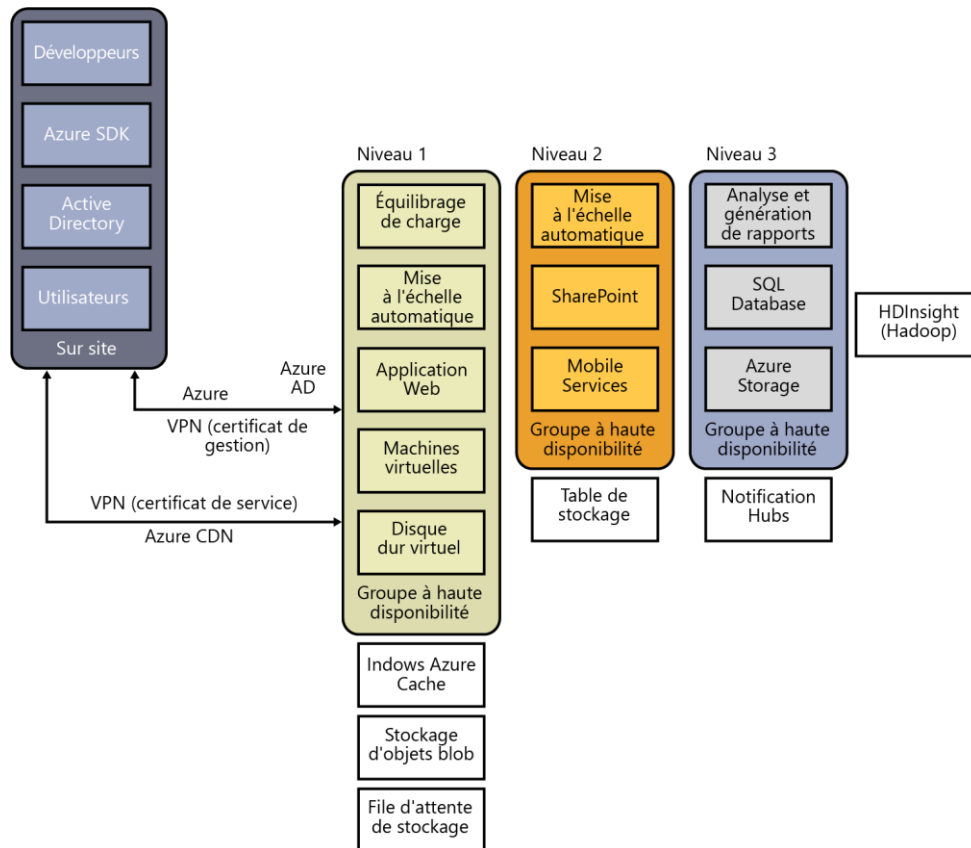 Développeurs
Azure SDK
Active
Directory
Utilisateurs
Sur site
Azure
AD
Azure
VPN (certificat de
gestion)
VPN (certificat de service)
Azure CDN
Niveau 1
Équilibrage
de charge
Mise
à l'échelle
automatique
Application
Web
Machines
virtuelles
Disque
dur virtuel
Groupe à haute
disponibilité
Indows Azure
Cache
Stockage
d'objets blob
File d'attente
de stockage
Niveau 2
Mise
à l'échelle
automatique
SharePoint
Mobile
Services
Groupe à haute
disponibilité
Table de
stockage
Niveau 3
Analyse et
génération
de rapports
SQL
Database
Azure
Storage
Groupe à haute
disponibilité
Notification
Hubs
HDInsight
(Hadoop)